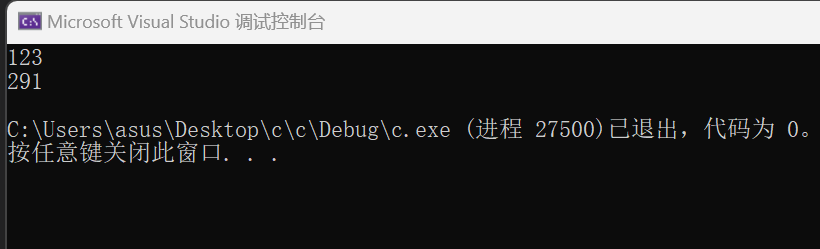 C:\ Microsoft Visual Studio 调试控制台
123
291
C:\Users\asus\Desktop\c\c\Debug\c.exe (进程 27500)已退出，代码为 0。
按任意键关闭此窗口. . .